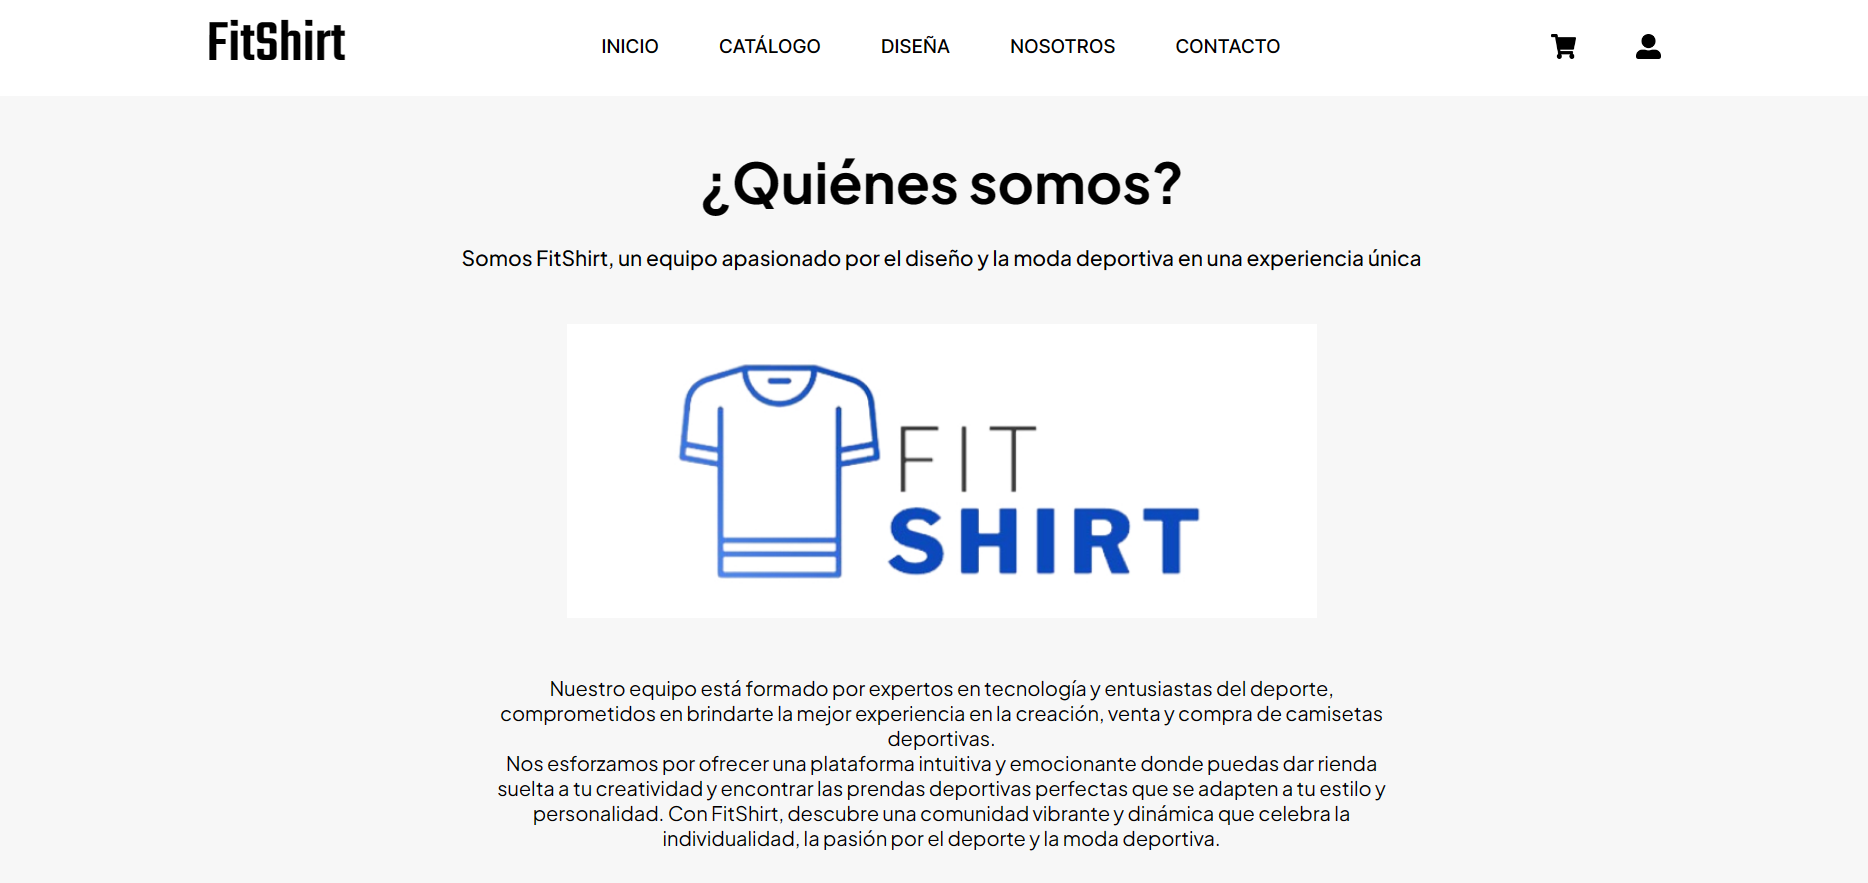 FitShirt
INICIO
CATÁLOGO
DISEÑA
NOSOTROS
CONTACTO
¿Quiénes somos?
Somos FitShirt, un equipo apasionado por el diseño y la moda deportiva en una experiencia única
FIT
SHIRT
Nuestro equipo está formado por expertos en tecnología y entusiastas del deporte,
comprometidos en brindarte la mejor experiencia en la creación, venta y compra de camisetas
deportivas.
Nos esforzamos por ofrecer una plataforma intuitiva y emocionante donde puedas dar rienda
suelta a tu creatividad y encontrar las prendas deportivas perfectas que se adapten a tu estilo y
personalidad. Con FitShirt, descubre una comunidad vibrante y dinámica que celebra la
individualidad, la pasión por el deporte y la moda deportiva.